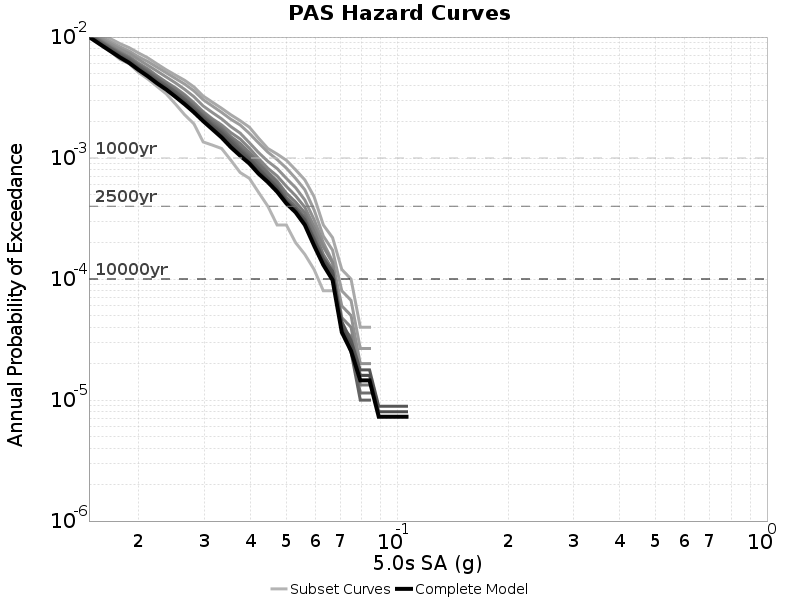 PAS Hazard Curves
Annual Probability of Exceedance
10-2
10-3
10-4
10-5
10-6
1000yr
2500yr
10000yr
2 3 4 5 6 7 10-1 2 3 4 5 6 7 100
5.0s SA (g)
Subset Curves Complete Model